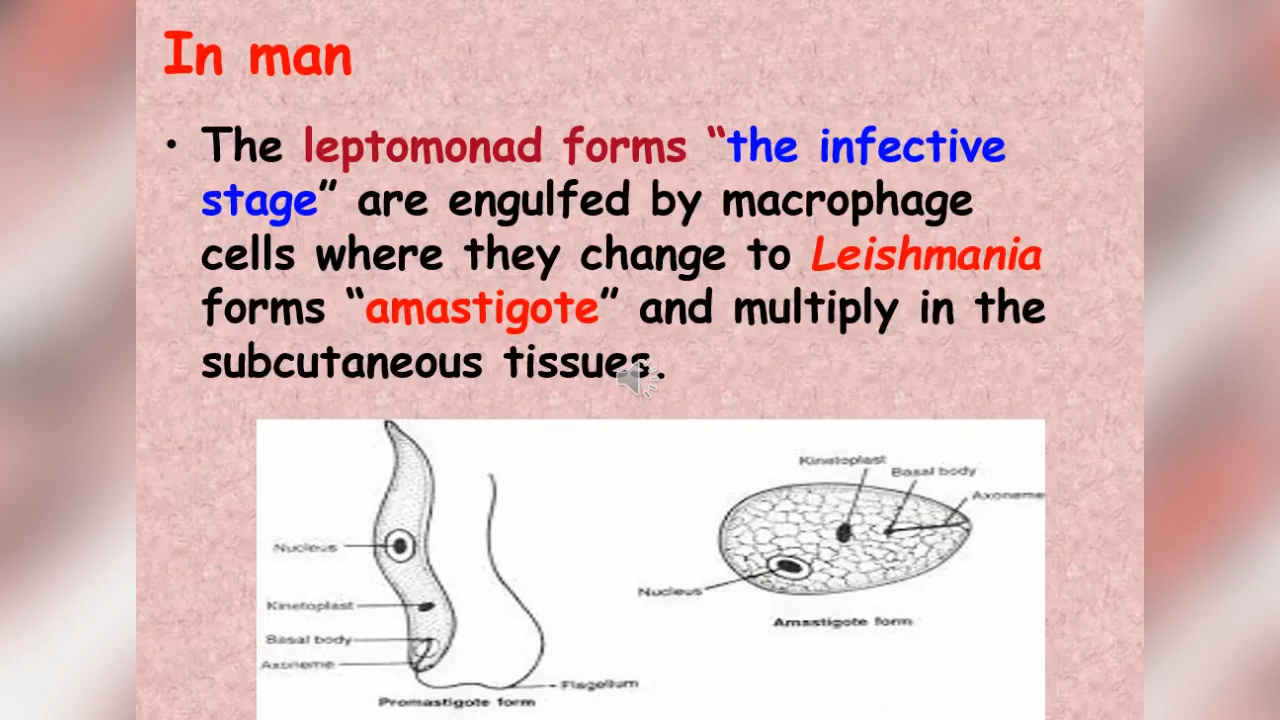 In man
• The leptomonad forms “the infective
stage” are engulfed by macrophage
cells where they change to Leishmania
forms “amastigote” and multiply in the
subcutaneous tissues.
Kinetoplast
Basal body
Axoneme
Nucleus
Nucleus
Kinetoplast
Amastigote form
Basal body
Axoneme
Flagellum
Promastigote form